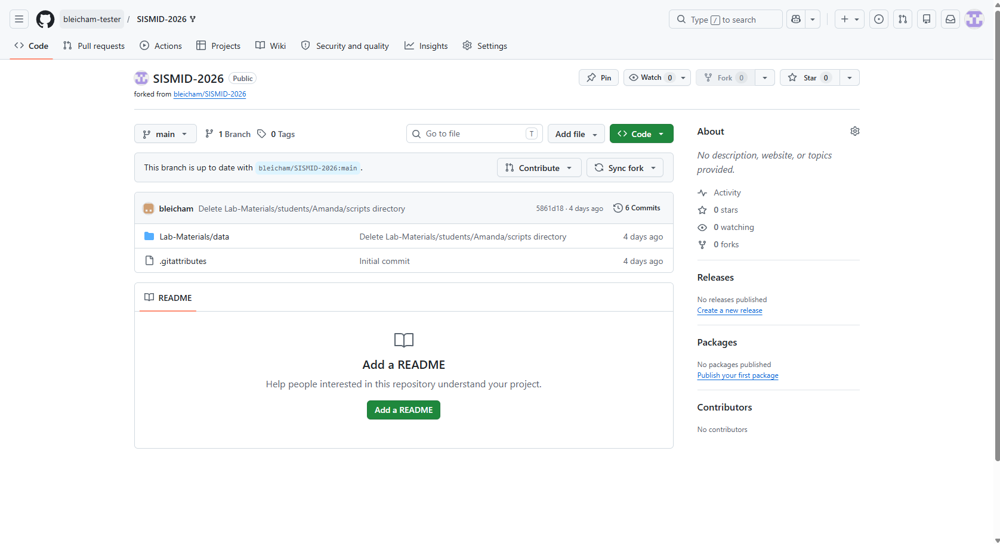 bleicham-tester / SISMID-2026
Type / to search
Code Pull requests Actions Projects Wiki Security and quality Insights Settings
SISMID-2026 Public
Pin Watch 0 Fork 0 Star 0
forked from bleicham/SISMID-2026
main 1 Branch 0 Tags Go to file T Add file Code
This branch is up to date with bleicham/SISMID-2026:main . Contribute Sync fork
bleicham Delete Lab-Materials/students/Amanda/scripts directory 5861d18 · 4 days ago 6 Commits
Lab-Materials/data Delete Lab-Materials/students/Amanda/scripts directory 4 days ago
.gitattributes Initial commit 4 days ago
README
Add a README
Help people interested in this repository understand your project.
Add a README
About
No description, website, or topics
provided.
Activity
0 stars
0 watching
0 forks
Releases
No releases published
Create a new release
Packages
No packages published
Publish your first package
Contributors
No contributors